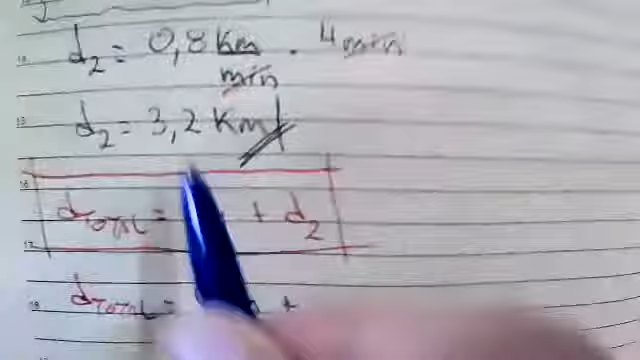 d₂ = 0,8 Km/min · 4 min
d₂ = 3,2 Km
dTOTAL = + d₂
dTOTAL = +